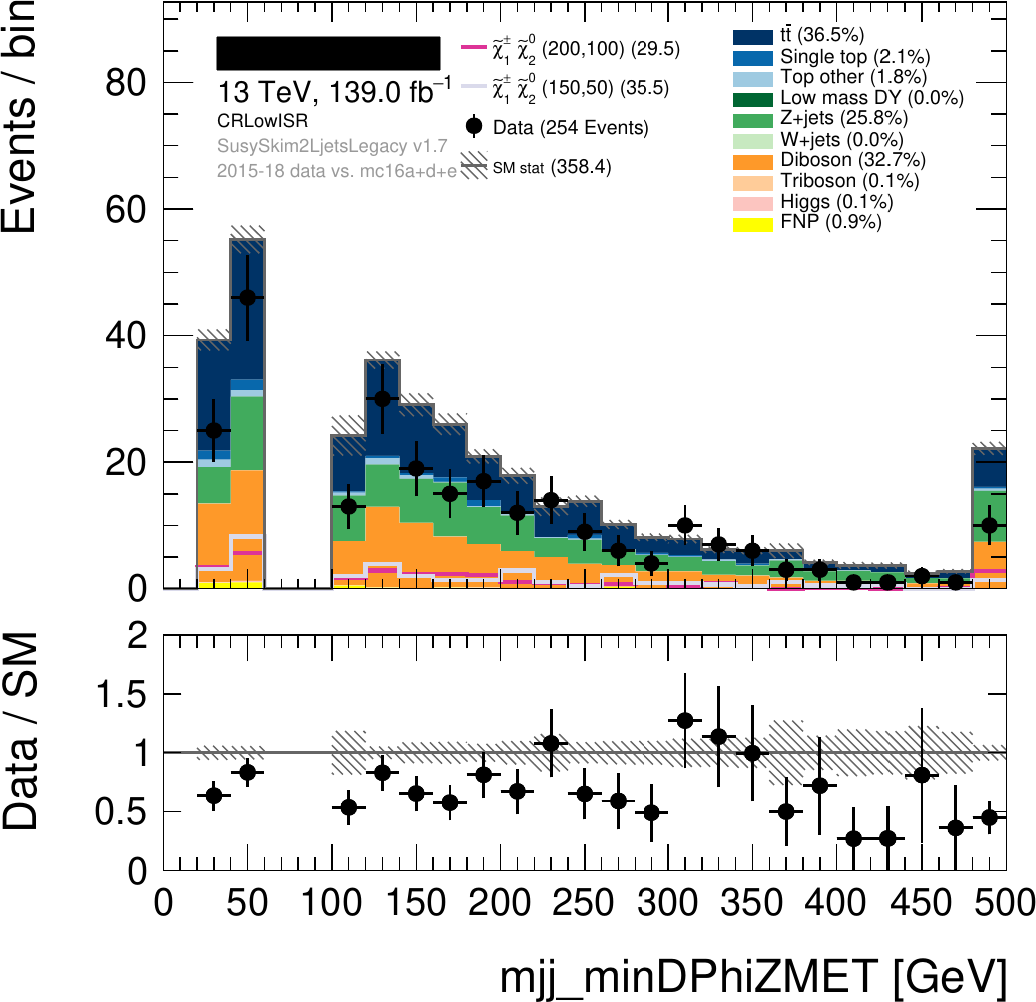 Events / bin
80
60
40
20
0
13 TeV, 139.0 fb⁻¹
CRLowISR
SusySkim2LjetsLegacy v1.7
2015-18 data vs. mc16a+d+e
χ̃₁± χ̃₂⁰ (200,100) (29.5)
χ̃₁± χ̃₂⁰ (150,50) (35.5)
Data (254 Events)
SM stat (358.4)
tt̄ (36.5%)
Single top (2.1%)
Top other (1.8%)
Low mass DY (0.0%)
Z+jets (25.8%)
W+jets (0.0%)
Diboson (32.7%)
Triboson (0.1%)
Higgs (0.1%)
FNP (0.9%)
Data / SM
2
1.5
1
0.5
0
0 50 100 150 200 250 300 350 400 450 500
mjj_minDPhiZMET [GeV]